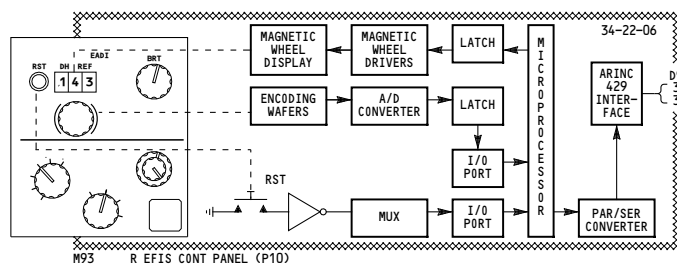 34-22-06
EADI
RST
DH REF
BRT
.1 4 3
MAGNETIC
WHEEL
DISPLAY
MAGNETIC
WHEEL
DRIVERS
LATCH
ENCODING
WAFERS
A/D
CONVERTER
LATCH
I/O
PORT
MICROPROCESSOR
ARINC
429
INTER-
FACE
RST
MUX
I/O
PORT
PAR/SER
CONVERTER
M93 R EFIS CONT PANEL (P10)